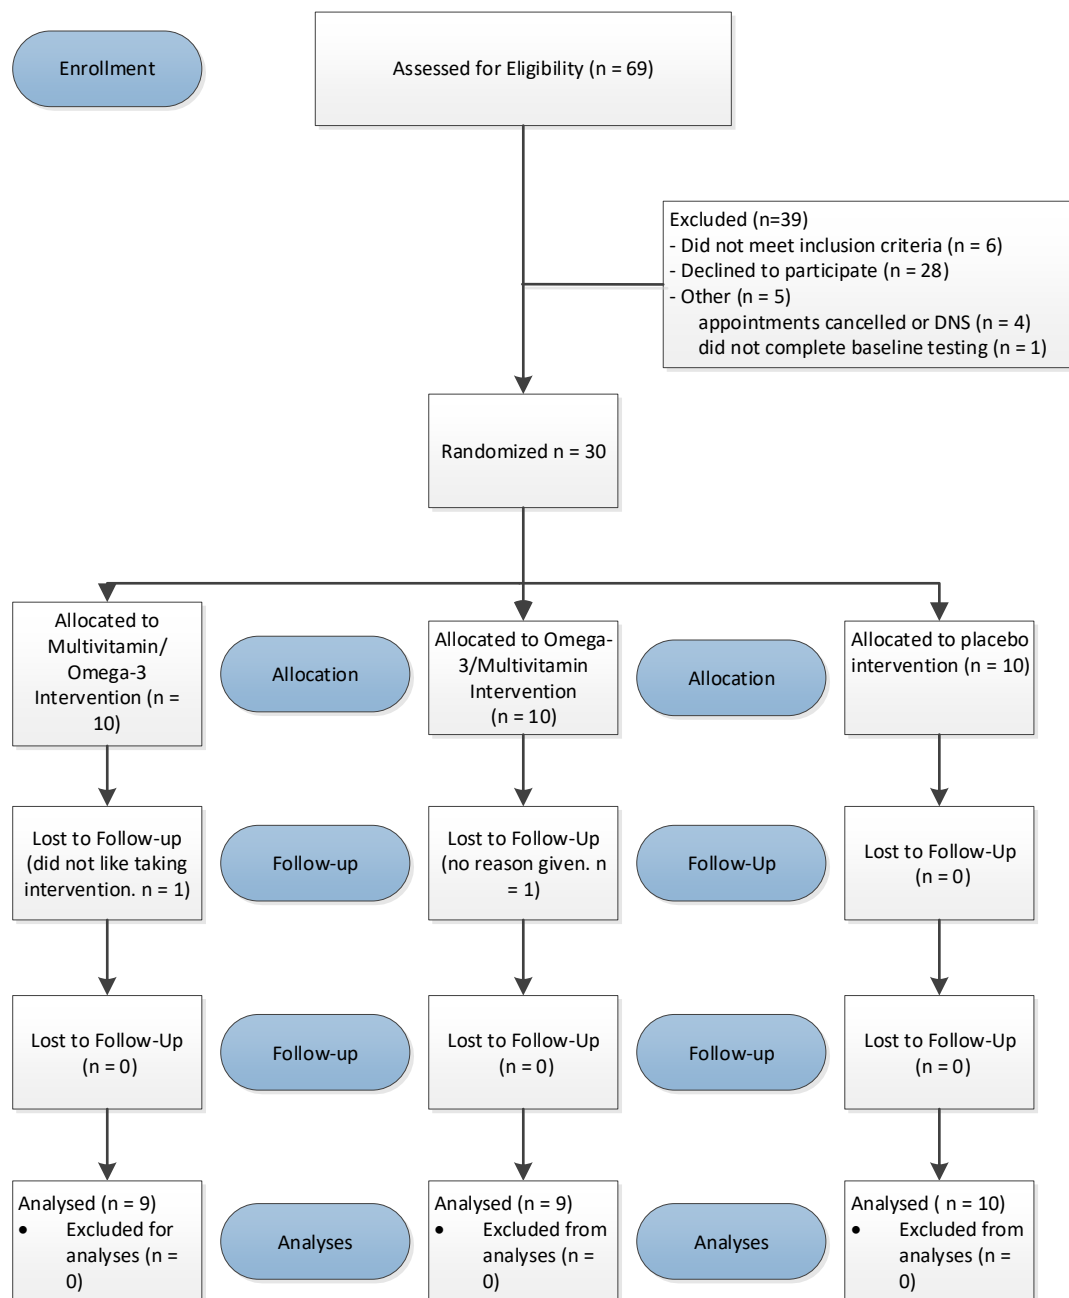 Enrollment
Assessed for Eligibility (n = 69)
Excluded (n=39)
- Did not meet inclusion criteria (n = 6)
- Declined to participate (n = 28)
- Other (n = 5)
appointments cancelled or DNS (n = 4)
did not complete baseline testing (n = 1)
Randomized n = 30
Allocated to
Multivitamin/
Omega-3
Intervention (n =
10)
Allocation
Allocated to Omega-
3/Multivitamin
Intervention
(n = 10)
Allocation
Allocated to placebo
intervention (n = 10)
Lost to Follow-up
(did not like taking
intervention. n = 1)
Follow-up
Lost to Follow-Up
(no reason given. n
= 1)
Follow-Up
Lost to Follow-Up
(n = 0)
Lost to Follow-Up
(n = 0)
Follow-up
Lost to Follow-Up
(n = 0)
Follow-up
Lost to Follow-Up
(n = 0)
Analysed (n = 9)
• Excluded for
analyses (n =
0)
Analyses
Analysed (n = 9)
• Excluded from
analyses (n =
0)
Analyses
Analysed ( n = 10)
• Excluded from
analyses (n =
0)